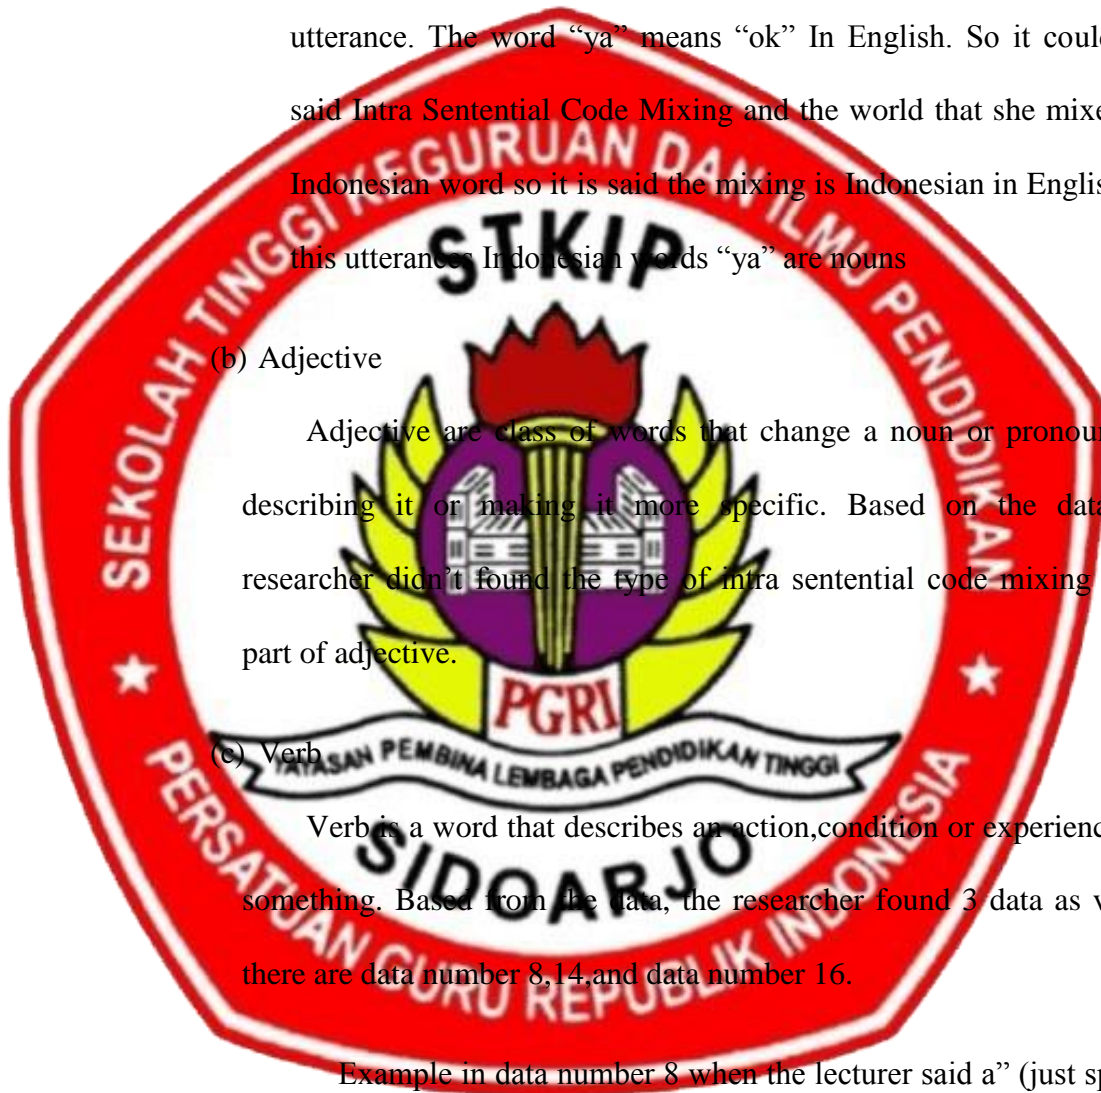 utterance. The word “ya” means “ok” In English. So it could
said Intra Sentential Code Mixing and the world that she mixe
Indonesian word so it is said the mixing is Indonesian in Englis
this utterances Indonesian words “ya” are nouns
(b) Adjective
Adjective are class of words that change a noun or pronoun
describing it or making it more specific. Based on the data
researcher didn’t found the type of intra sentential code mixing
part of adjective.
(c) Verb
Verb is a word that describes an action,condition or experienc
something. Based from the data, the researcher found 3 data as v
there are data number 8,14,and data number 16.
Example in data number 8 when the lecturer said a” (just sp
SEKOLAH TINGGI KEGURUAN DAN ILMU PENDIDIKAN
STKIP
PGRI
YAYASAN PEMBINA LEMBAGA PENDIDIKAN TINGGI
SIDOARJO
PERSATUAN GURU REPUBLIK INDONESIA